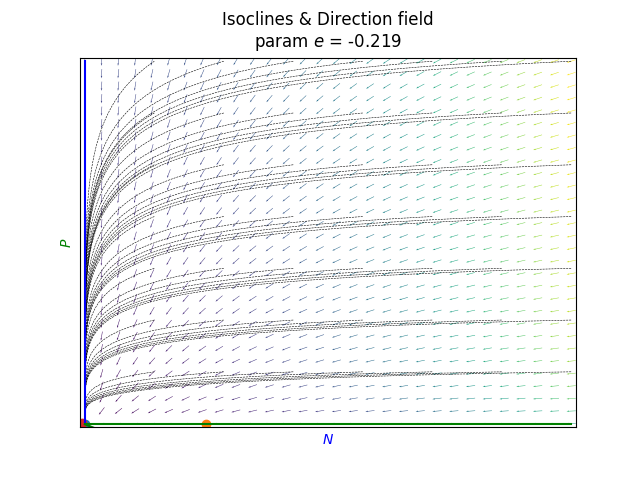 Isoclines & Direction field
param e = -0.219
P
N